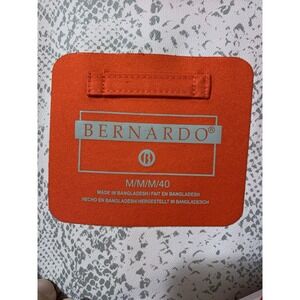 BERNARDO®
B
M/M/M/40
MADE IN BANGLADESH/FAIT EN BANGLADESH
HECHO EN BANGLADESH/HERGESTELLT IN BANGLADESCH